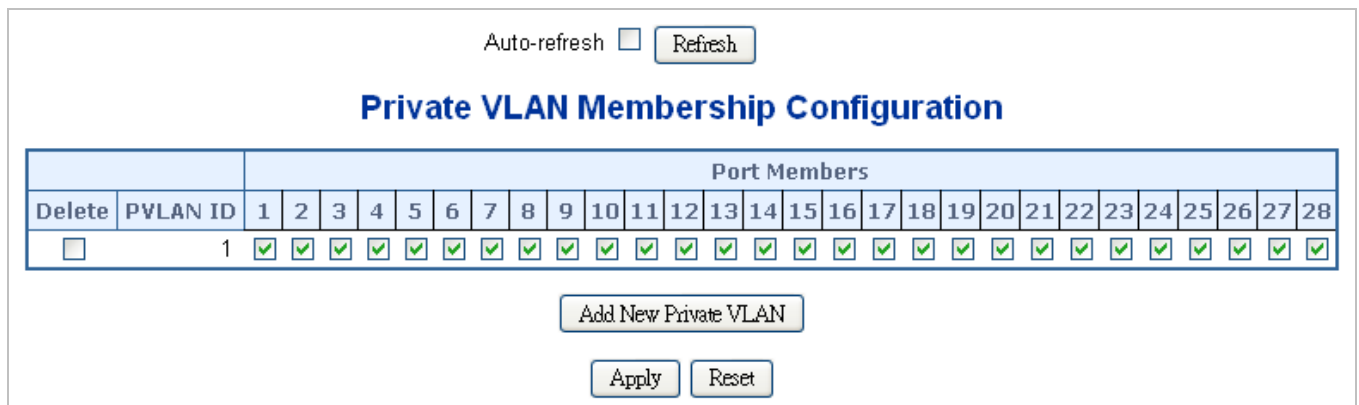 Auto-refresh Refresh
Private VLAN Membership Configuration
Port Members
Delete PVLAN ID 1 2 3 4 5 6 7 8 9 10 11 12 13 14 15 16 17 18 19 20 21 22 23 24 25 26 27 28
1
Add New Private VLAN
Apply Reset